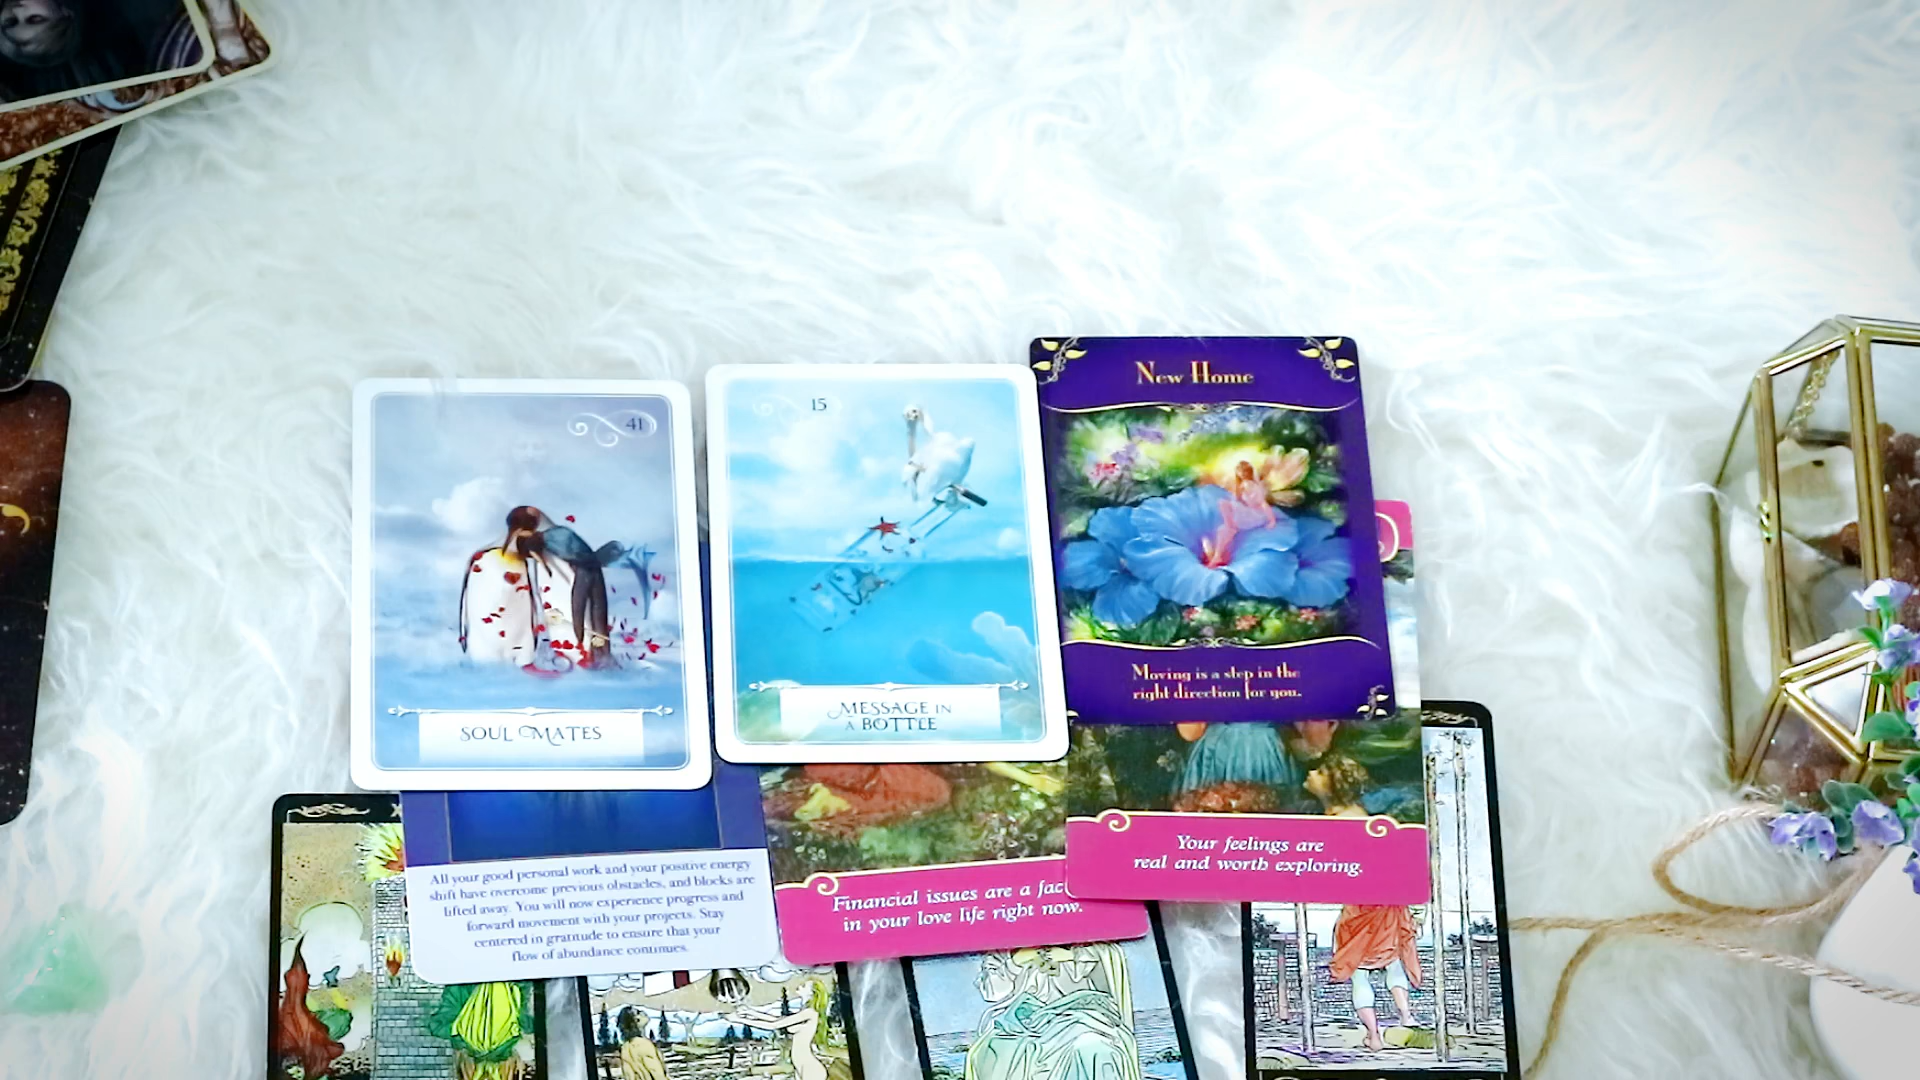 41
SOUL MATES
15
MESSAGE IN
A BOTTLE
New Home
Moving is a step in the
right direction for you.
All your good personal work and your positive energy
shift have overcome previous obstacles, and blocks are
lifted away. You will now experience progress and
forward movement with your projects. Stay
centered in gratitude to ensure that your
flow of abundance continues.
Financial issues are a fac
in your love life right now.
Your feelings are
real and worth exploring.